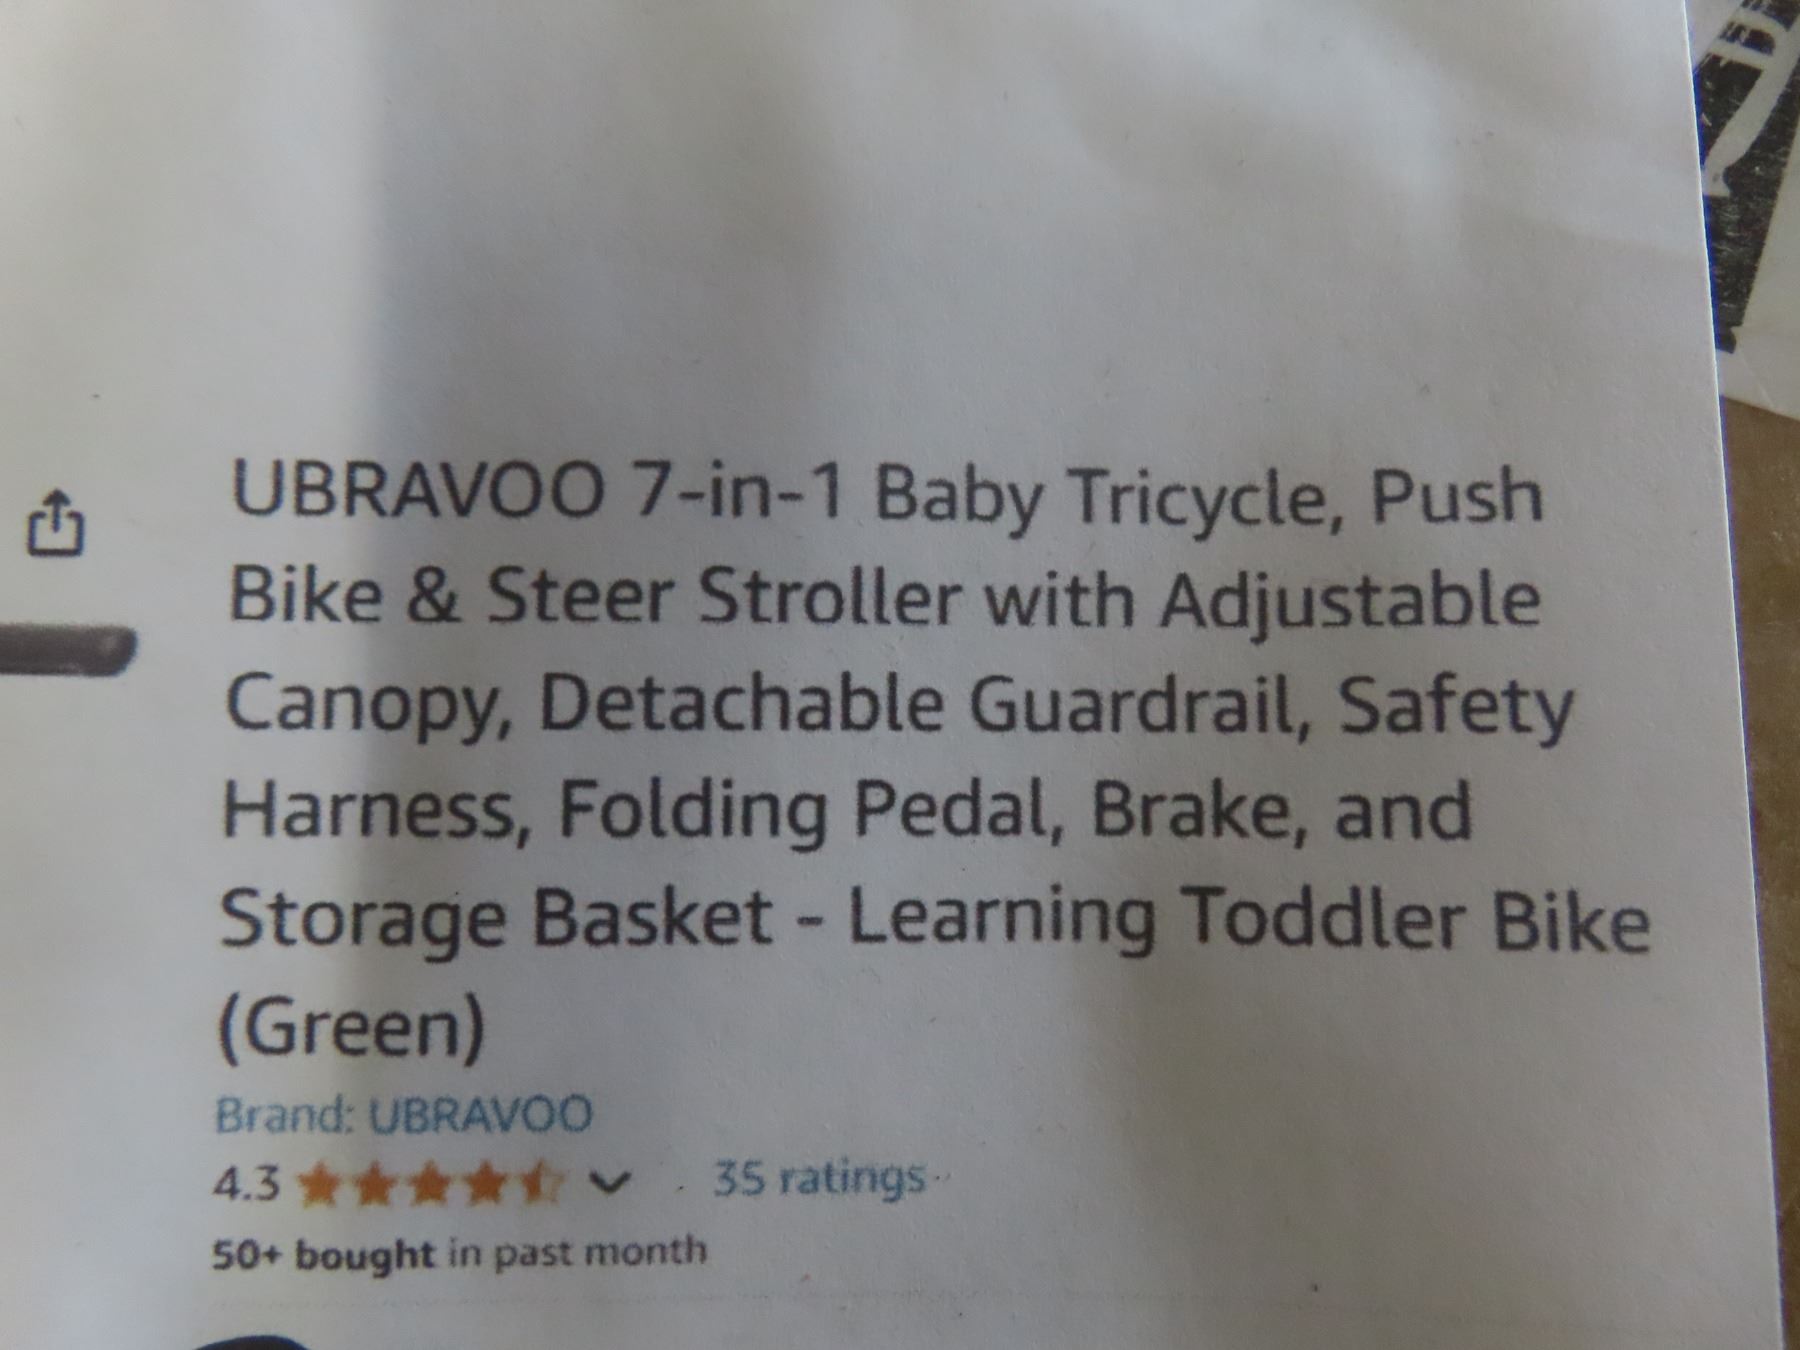 UBRAVOO 7-in-1 Baby Tricycle, Push
Bike & Steer Stroller with Adjustable
Canopy, Detachable Guardrail, Safety
Harness, Folding Pedal, Brake, and
Storage Basket - Learning Toddler Bike
(Green)
Brand: UBRAVOO
4.3 35 ratings
50+ bought in past month